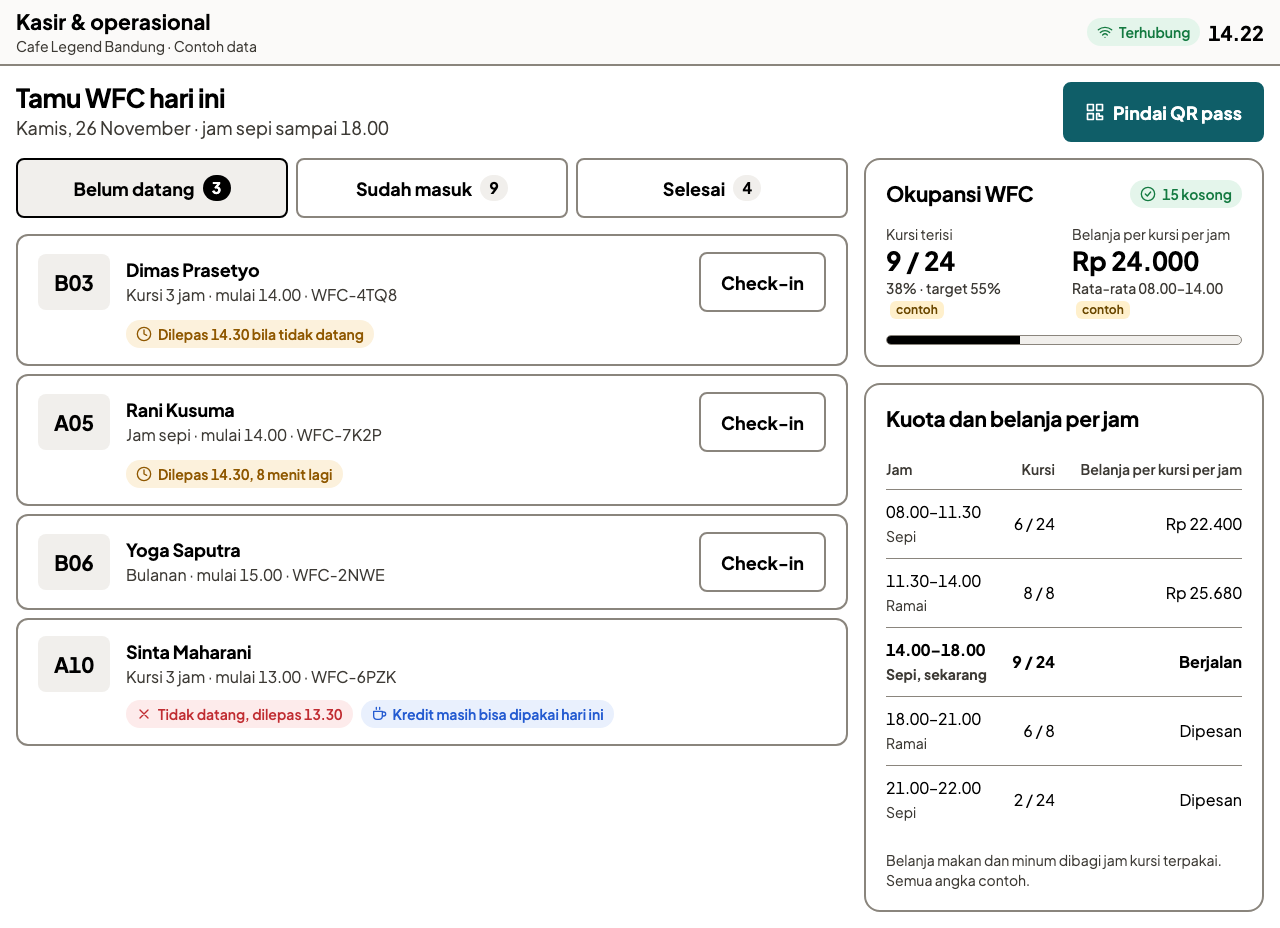 Kasir & operasional
Cafe Legend Bandung · Contoh data
Terhubung
14.22
Tamu WFC hari ini
Kamis, 26 November · jam sepi sampai 18.00
Pindai QR pass
Belum datang 3
Sudah masuk 9
Selesai 4
B03
Dimas Prasetyo
Kursi 3 jam · mulai 14.00 · WFC-4TQ8
Dilepas 14.30 bila tidak datang
Check-in
A05
Rani Kusuma
Jam sepi · mulai 14.00 · WFC-7K2P
Dilepas 14.30, 8 menit lagi
Check-in
B06
Yoga Saputra
Bulanan · mulai 15.00 · WFC-2NWE
Check-in
A10
Sinta Maharani
Kursi 3 jam · mulai 13.00 · WFC-6PZK
Tidak datang, dilepas 13.30
Kredit masih bisa dipakai hari ini
Okupansi WFC
15 kosong
Kursi terisi
9 / 24
38% · target 55%
contoh
Belanja per kursi per jam
Rp 24.000
Rata-rata 08.00–14.00
contoh
Kuota dan belanja per jam
Jam Kursi Belanja per kursi per jam
08.00–11.30
Sepi
6 / 24
Rp 22.400
11.30–14.00
Ramai
8 / 8
Rp 25.680
14.00–18.00
Sepi, sekarang
9 / 24
Berjalan
18.00–21.00
Ramai
6 / 8
Dipesan
21.00–22.00
Sepi
2 / 24
Dipesan
Belanja makan dan minum dibagi jam kursi terpakai.
Semua angka contoh.